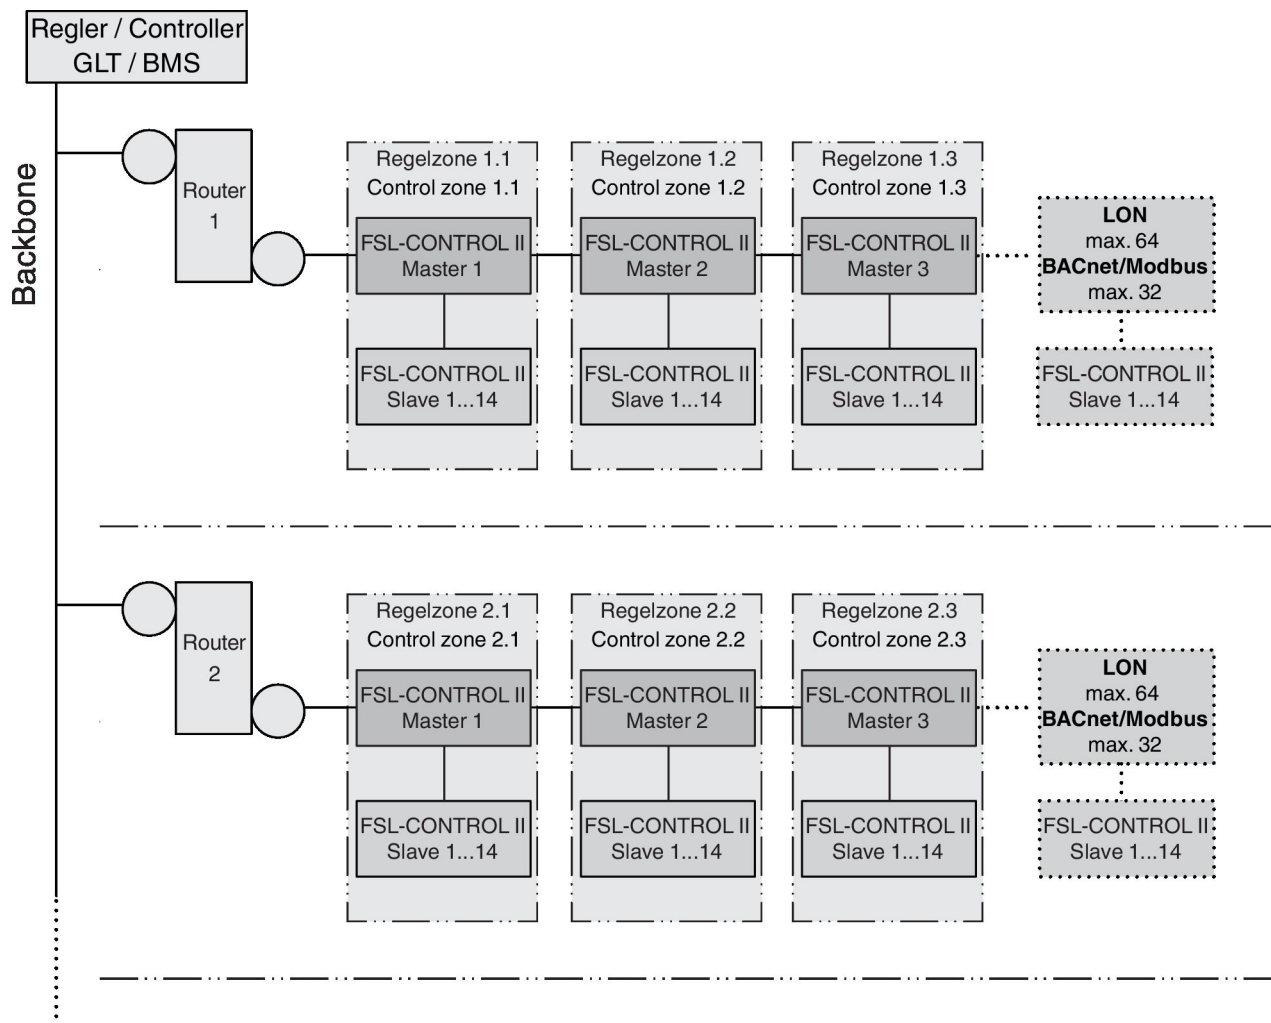 Regler / Controller
GLT / BMS
Backbone
Router
1
Regelzone 1.1
Control zone 1.1
FSL-CONTROL II
Master 1
FSL-CONTROL II
Slave 1...14
Regelzone 1.2
Control zone 1.2
FSL-CONTROL II
Master 2
FSL-CONTROL II
Slave 1...14
Regelzone 1.3
Control zone 1.3
FSL-CONTROL II
Master 3
FSL-CONTROL II
Slave 1...14
LON
max. 64
BACnet/Modbus
max. 32
FSL-CONTROL II
Slave 1...14
Router
2
Regelzone 2.1
Control zone 2.1
FSL-CONTROL II
Master 1
FSL-CONTROL II
Slave 1...14
Regelzone 2.2
Control zone 2.2
FSL-CONTROL II
Master 2
FSL-CONTROL II
Slave 1...14
Regelzone 2.3
Control zone 2.3
FSL-CONTROL II
Master 3
FSL-CONTROL II
Slave 1...14
LON
max. 64
BACnet/Modbus
max. 32
FSL-CONTROL II
Slave 1...14